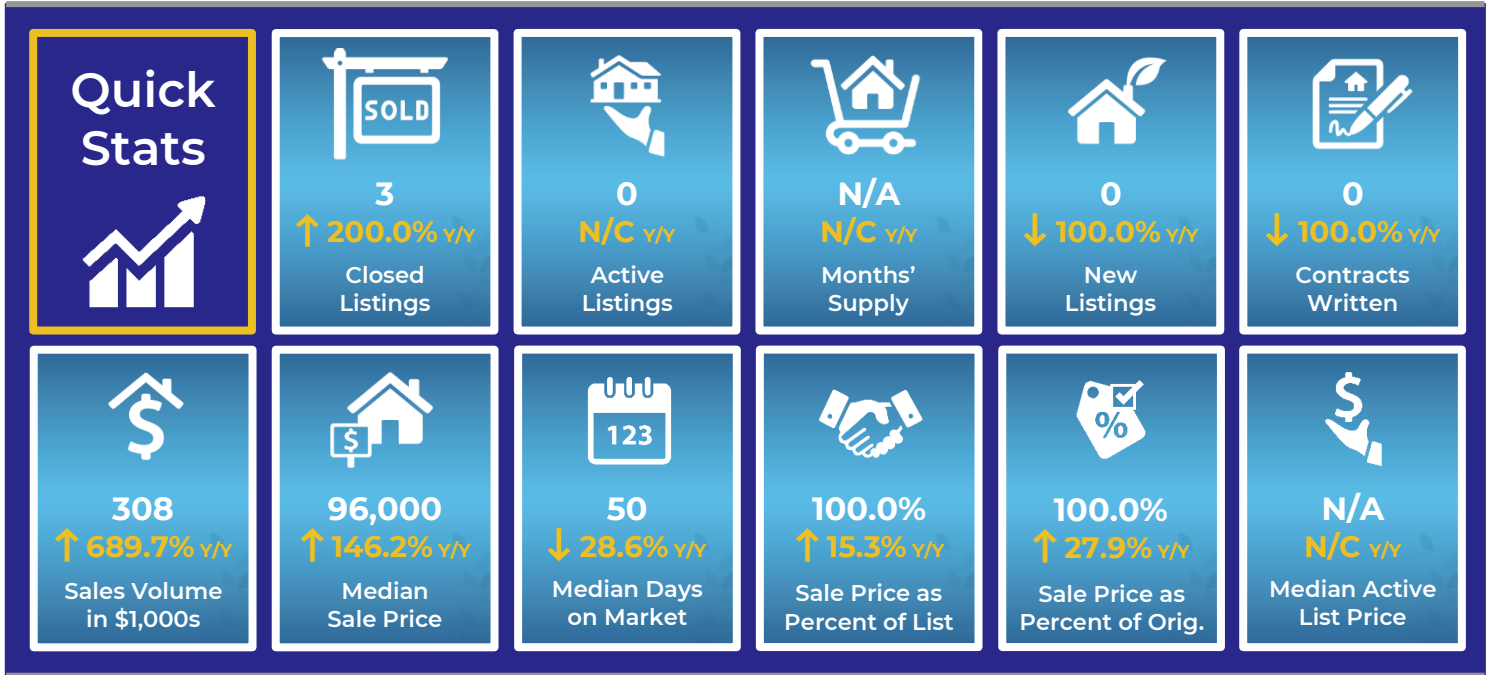 Quick
Stats
SOLD
3
↑ 200.0% Y/Y
Closed
Listings
0
N/C Y/Y
Active
Listings
N/A
N/C Y/Y
Months’
Supply
0
↓ 100.0% Y/Y
New
Listings
0
↓ 100.0% Y/Y
Contracts
Written
$
308
↑ 689.7% Y/Y
Sales Volume
in $1,000s
$
96,000
↑ 146.2% Y/Y
Median
Sale Price
123
50
↓ 28.6% Y/Y
Median Days
on Market
100.0%
↑ 15.3% Y/Y
Sale Price as
Percent of List
%
100.0%
↑ 27.9% Y/Y
Sale Price as
Percent of Orig.
$
N/A
N/C Y/Y
Median Active
List Price